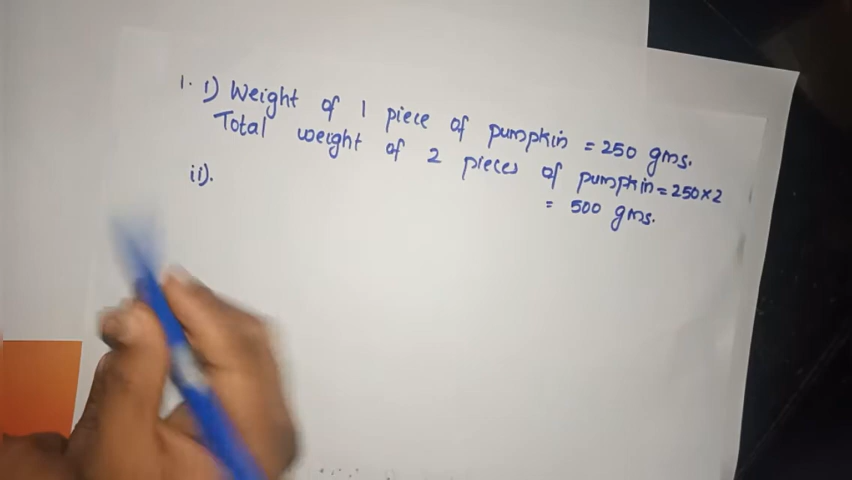 1. i) Weight of 1 piece of pumpkin = 250 gms.
Total weight of 2 pieces of pumpkin = 250 x 2
= 500 gms.
ii).